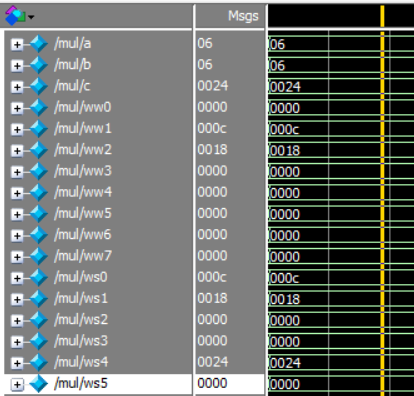 Msgs
/mul/a 06 06
/mul/b 06 06
/mul/c 0024 0024
/mul/ww0 0000 0000
/mul/ww1 000c 000c
/mul/ww2 0018 0018
/mul/ww3 0000 0000
/mul/ww4 0000 0000
/mul/ww5 0000 0000
/mul/ww6 0000 0000
/mul/ww7 0000 0000
/mul/ws0 000c 000c
/mul/ws1 0018 0018
/mul/ws2 0000 0000
/mul/ws3 0000 0000
/mul/ws4 0024 0024
/mul/ws5 0000 0000